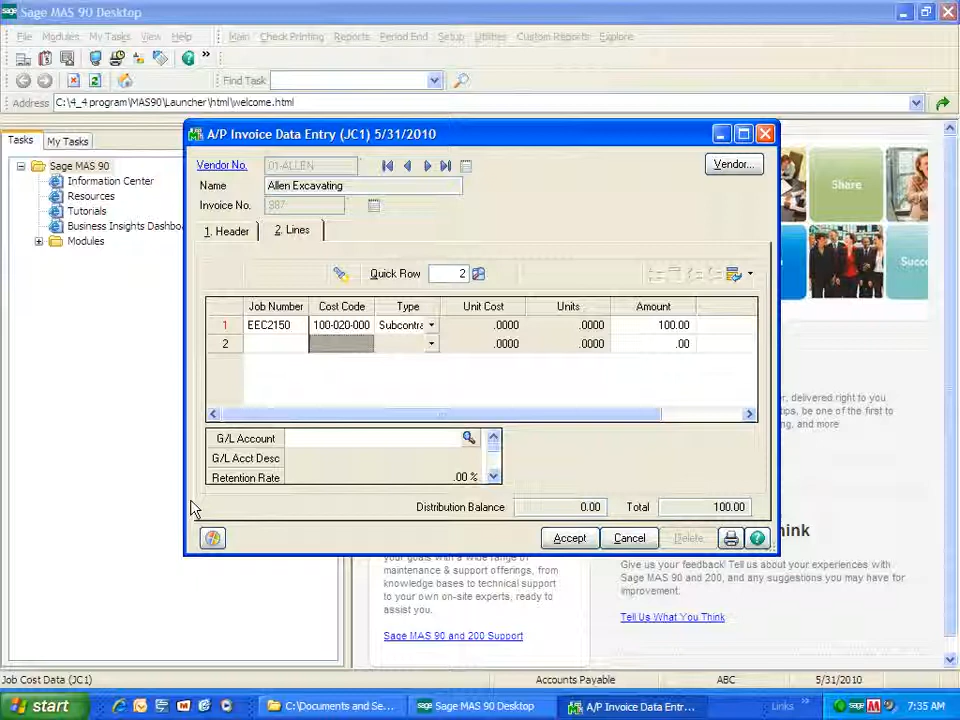 Sage MAS 90 Desktop
File Modules My Tasks View Help Main Check Printing Reports Period End Setup Utilities Custom Reports Explore
Find Task
Address C:\4_4 program\MAS90\Launcher\html\welcome.html
Tasks My Tasks
Sage MAS 90
Information Center
Resources
Tutorials
Business Insights Dashboa
Modules
A/P Invoice Data Entry (JC1) 5/31/2010
Vendor No. 01-ALLEN Vendor...
Name Allen Excavating
Invoice No. 387
1. Header 2. Lines
Quick Row 2
Job Number Cost Code Type Unit Cost Units Amount
1 EEC2150 100-020-000 Subcontra .0000 .0000 100.00
2 .0000 .0000 .00
G/L Account
G/L Acct Desc
Retention Rate .00 %
Distribution Balance 0.00 Total 100.00
Accept Cancel Delete
Share
Succ
, delivered right to you
tips, be one of the first to
ng, and more
hink
your goals with a wide range of
maintenance & support offerings, from
knowledge bases to technical support
to your own on-site experts, ready to
assist you.
Sage MAS 90 and 200 Support
Give us your feedback! Tell us about your experiences with
Sage MAS 90 and 200, and any suggestions you may have for
improvement.
Tell Us What You Think
Job Cost Data (JC1) Accounts Payable ABC 5/31/2010
start C:\Documents and Se... Sage MAS 90 Desktop A/P Invoice Data Entr... Links 7:35 AM